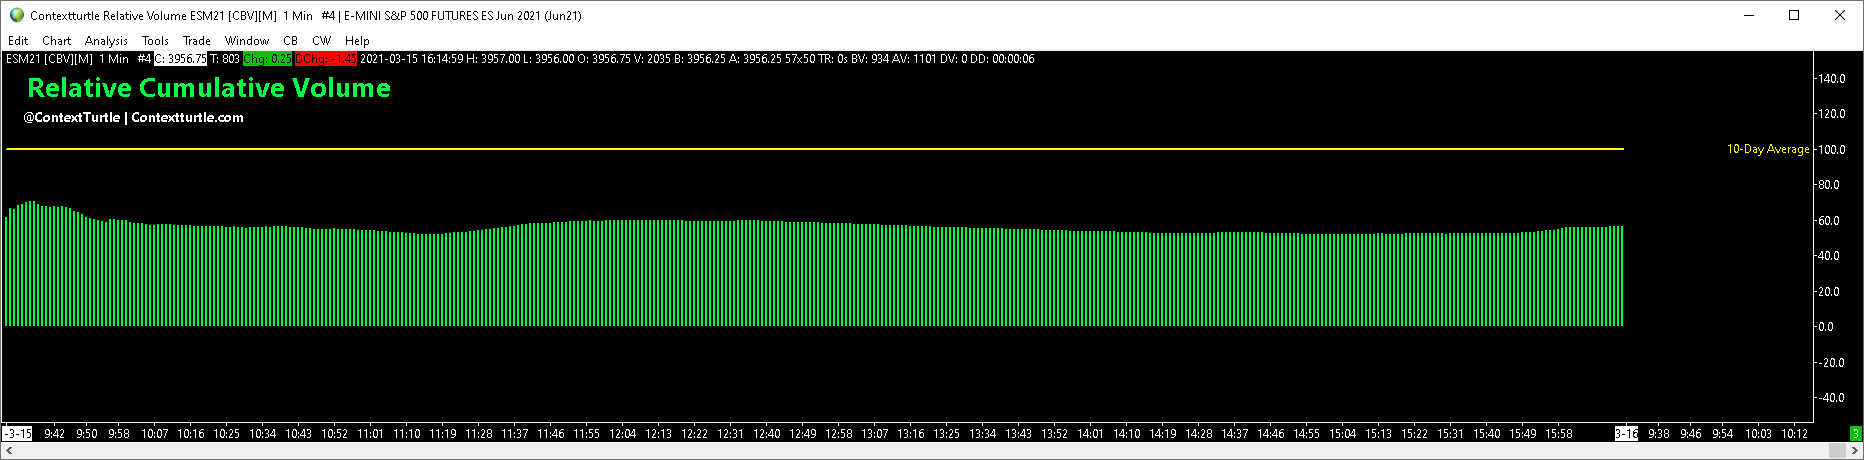 Contextturtle Relative Volume ESM21 [CBV][M] 1 Min #4 | E-MINI S&P 500 FUTURES ES Jun 2021 (Jun21)
Edit Chart Analysis Tools Trade Window CB CW Help
ESM21 [CBV][M] 1 Min #4 C: 3956.75 T: 803 Chg: 0.25 DChg: -1.45 2021-03-15 16:14:59 H: 3957.00 L: 3956.00 O: 3956.75 V: 2035 B: 3956.25 A: 3956.25 57x50 TR: 0s BV: 934 AV: 1101 DV: 0 DD: 00:00:06
Relative Cumulative Volume
@ContextTurtle | Contextturtle.com
140.0
120.0
10-Day Average 100.0
80.0
60.0
40.0
20.0
0.0
-20.0
-40.0
-3-15 9:42 9:50 9:58 10:07 10:16 10:25 10:34 10:43 10:52 11:01 11:10 11:19 11:28 11:37 11:46 11:55 12:04 12:13 12:22 12:31 12:40 12:49 12:58 13:07 13:16 13:25 13:34 13:43 13:52 14:01 14:10 14:19 14:28 14:37 14:46 14:55 15:04 15:13 15:22 15:31 15:40 15:49 15:58 3-16 9:38 9:46 9:54 10:03 10:12 3